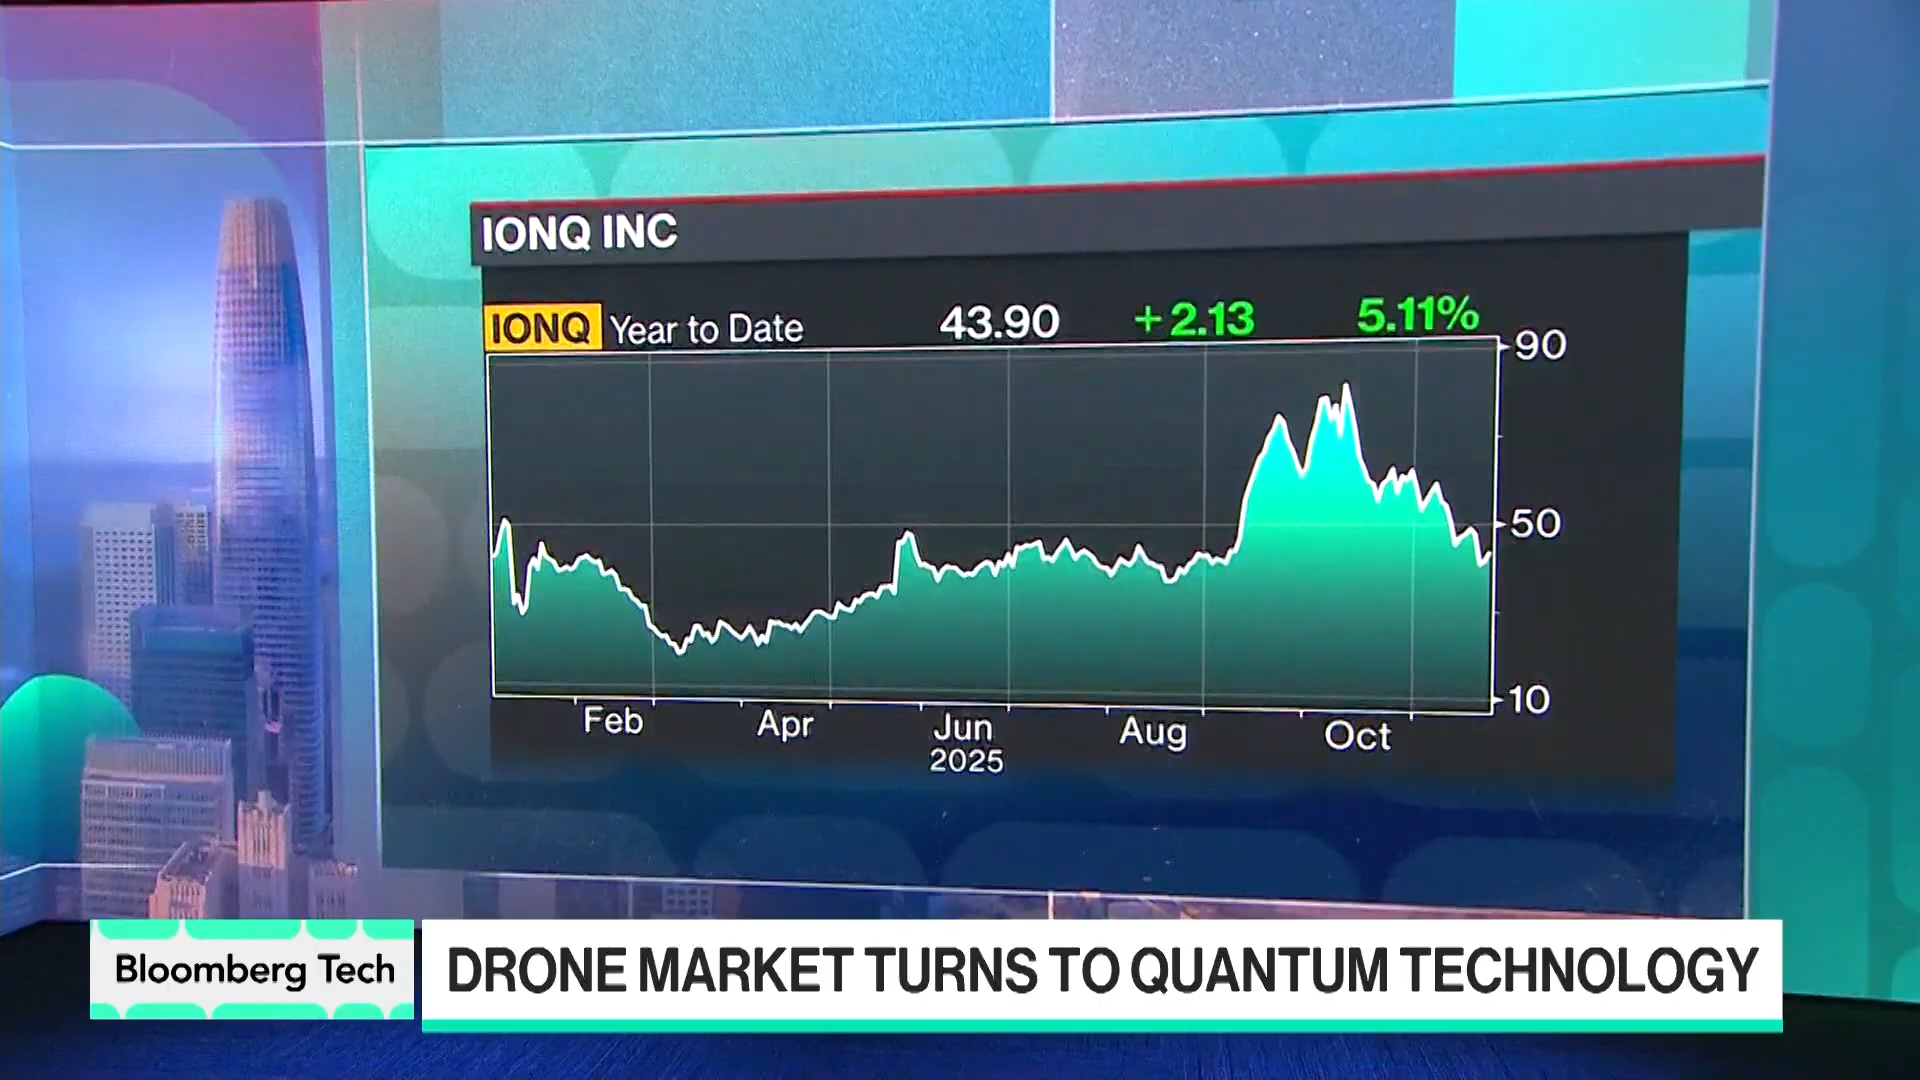 IONQ INC
IONQ Year to Date 43.90 +2.13 5.11%
90
50
10
Feb Apr Jun Aug Oct
2025
Bloomberg Tech
DRONE MARKET TURNS TO QUANTUM TECHNOLOGY